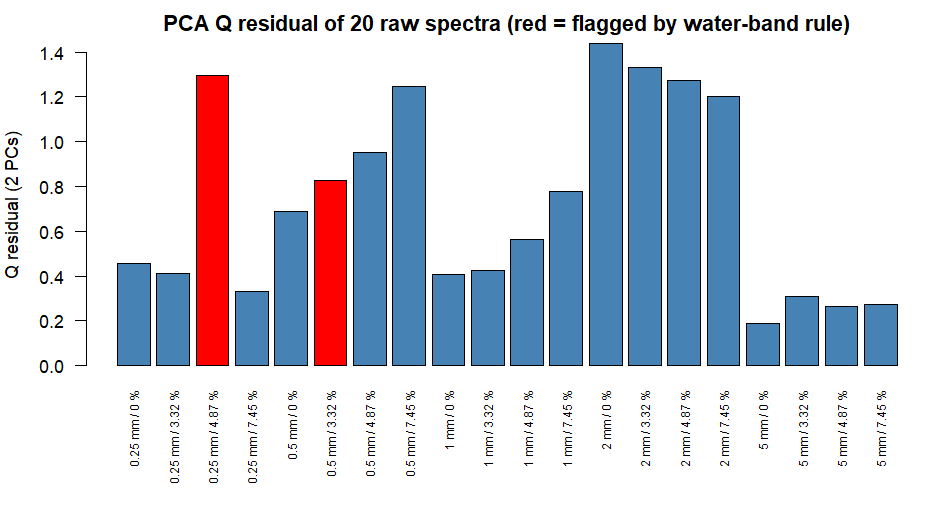 PCA Q residual of 20 raw spectra (red = flagged by water-band rule)
Q residual (2 PCs)
1.4
1.2
1.0
0.8
0.6
0.4
0.2
0.0
0.25 mm / 0 %
0.25 mm / 3.32 %
0.25 mm / 4.87 %
0.25 mm / 7.45 %
0.5 mm / 0 %
0.5 mm / 3.32 %
0.5 mm / 4.87 %
0.5 mm / 7.45 %
1 mm / 0 %
1 mm / 3.32 %
1 mm / 4.87 %
1 mm / 7.45 %
2 mm / 0 %
2 mm / 3.32 %
2 mm / 4.87 %
2 mm / 7.45 %
5 mm / 0 %
5 mm / 3.32 %
5 mm / 4.87 %
5 mm / 7.45 %